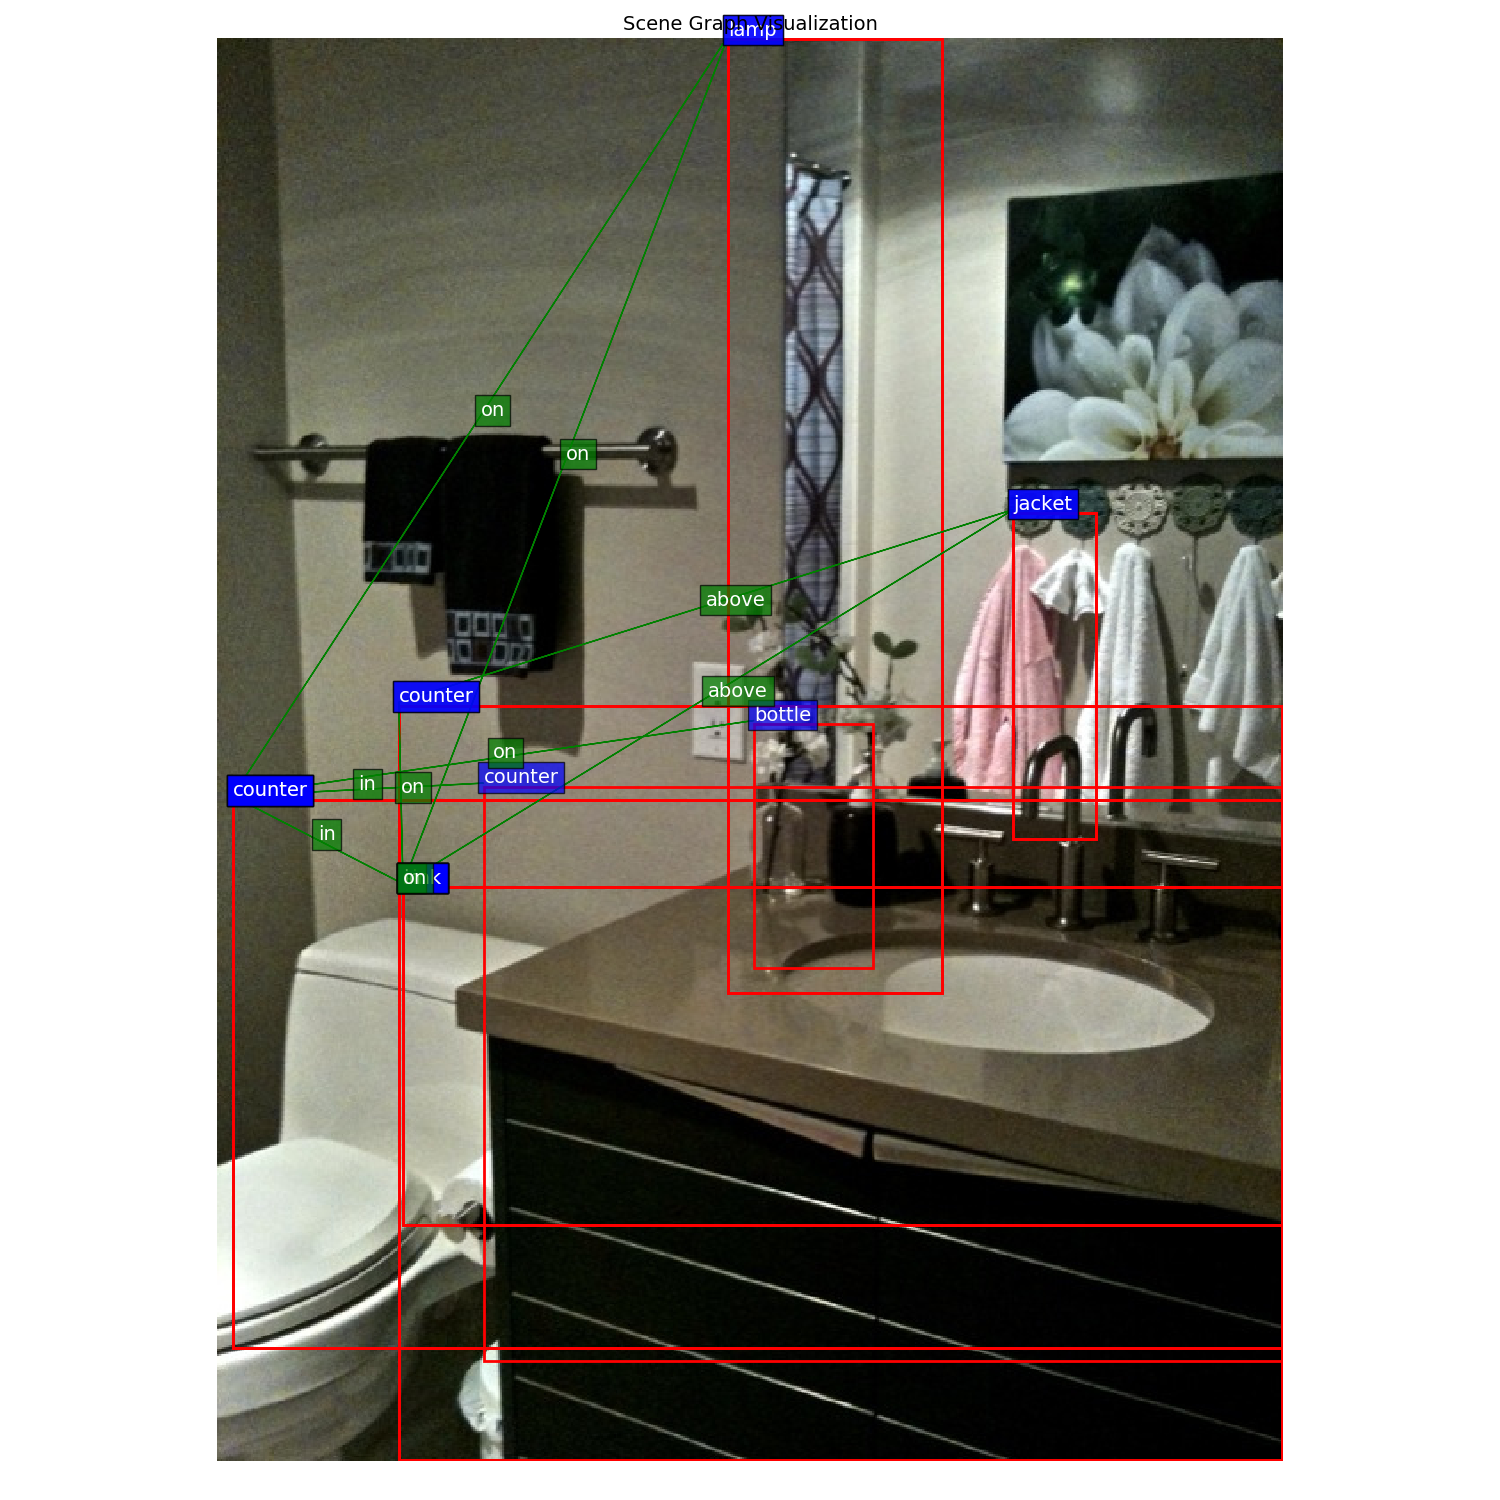 Scene Graph Visualization
lamp
on
on
jacket
above
above
counter
bottle
on
counter
in
on
counter
in
on